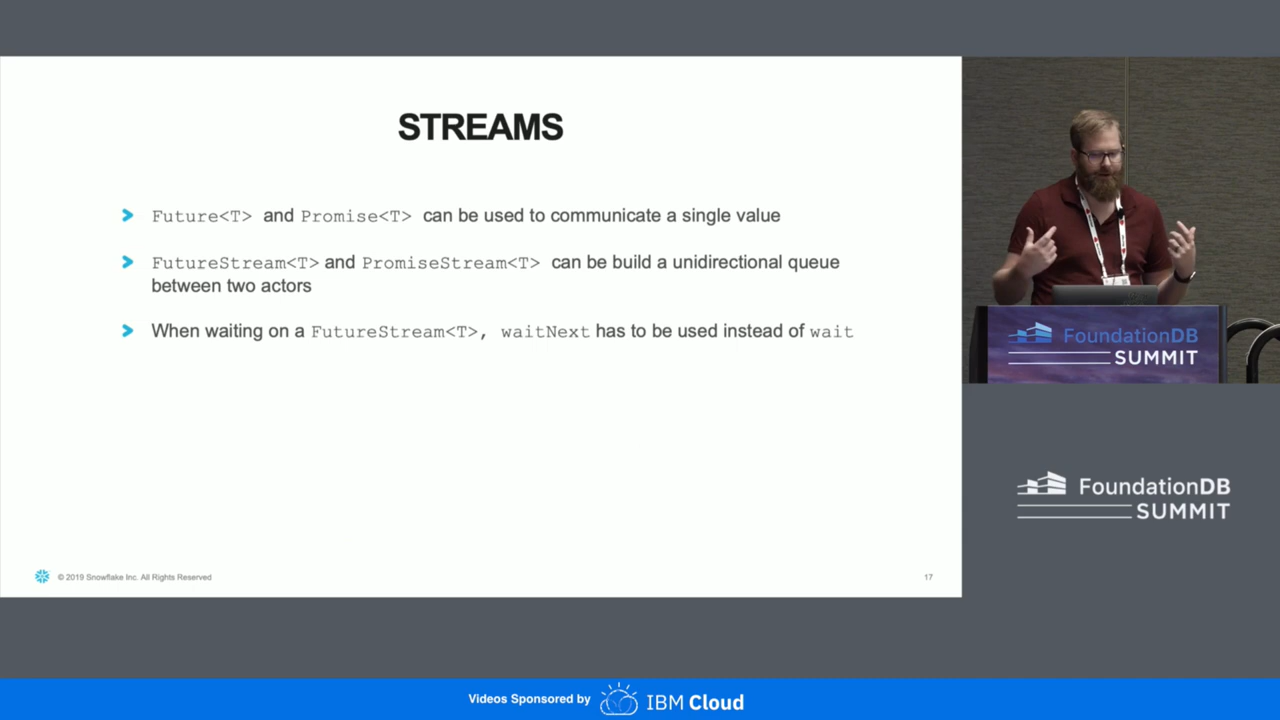 STREAMS
Future<T> and Promise<T> can be used to communicate a single value
FutureStream<T> and PromiseStream<T> can be build a unidirectional queue
between two actors
When waiting on a FutureStream<T>, waitNext has to be used instead of wait
© 2019 Snowflake Inc. All Rights Reserved
17
FoundationDB
SUMMIT
FoundationDB
SUMMIT
Videos Sponsored by IBM Cloud